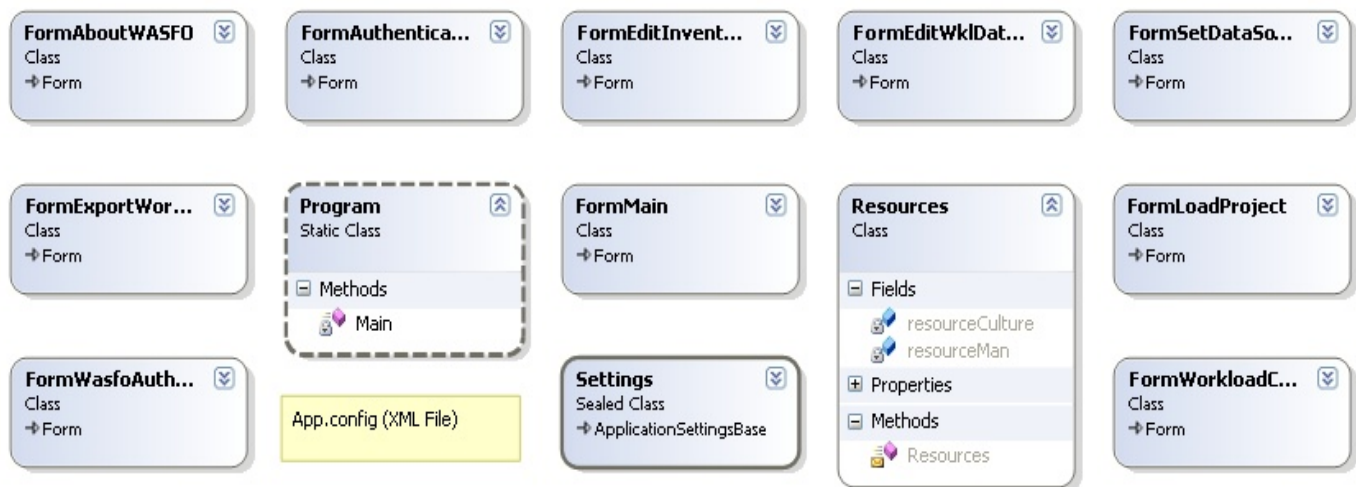 FormAboutWASFO
Class
Form
FormAuthentica...
Class
Form
FormEditInvent...
Class
Form
FormEditWklDat...
Class
Form
FormSetDataSo...
Class
Form
FormExportWor...
Class
Form
Program
Static Class
Methods
Main
FormMain
Class
Form
Resources
Class
Fields
resourceCulture
resourceMan
Properties
Methods
Resources
FormLoadProject
Class
Form
FormWasfoAuth...
Class
Form
App.config (XML File)
Settings
Sealed Class
ApplicationSettingsBase
FormWorkloadC...
Class
Form